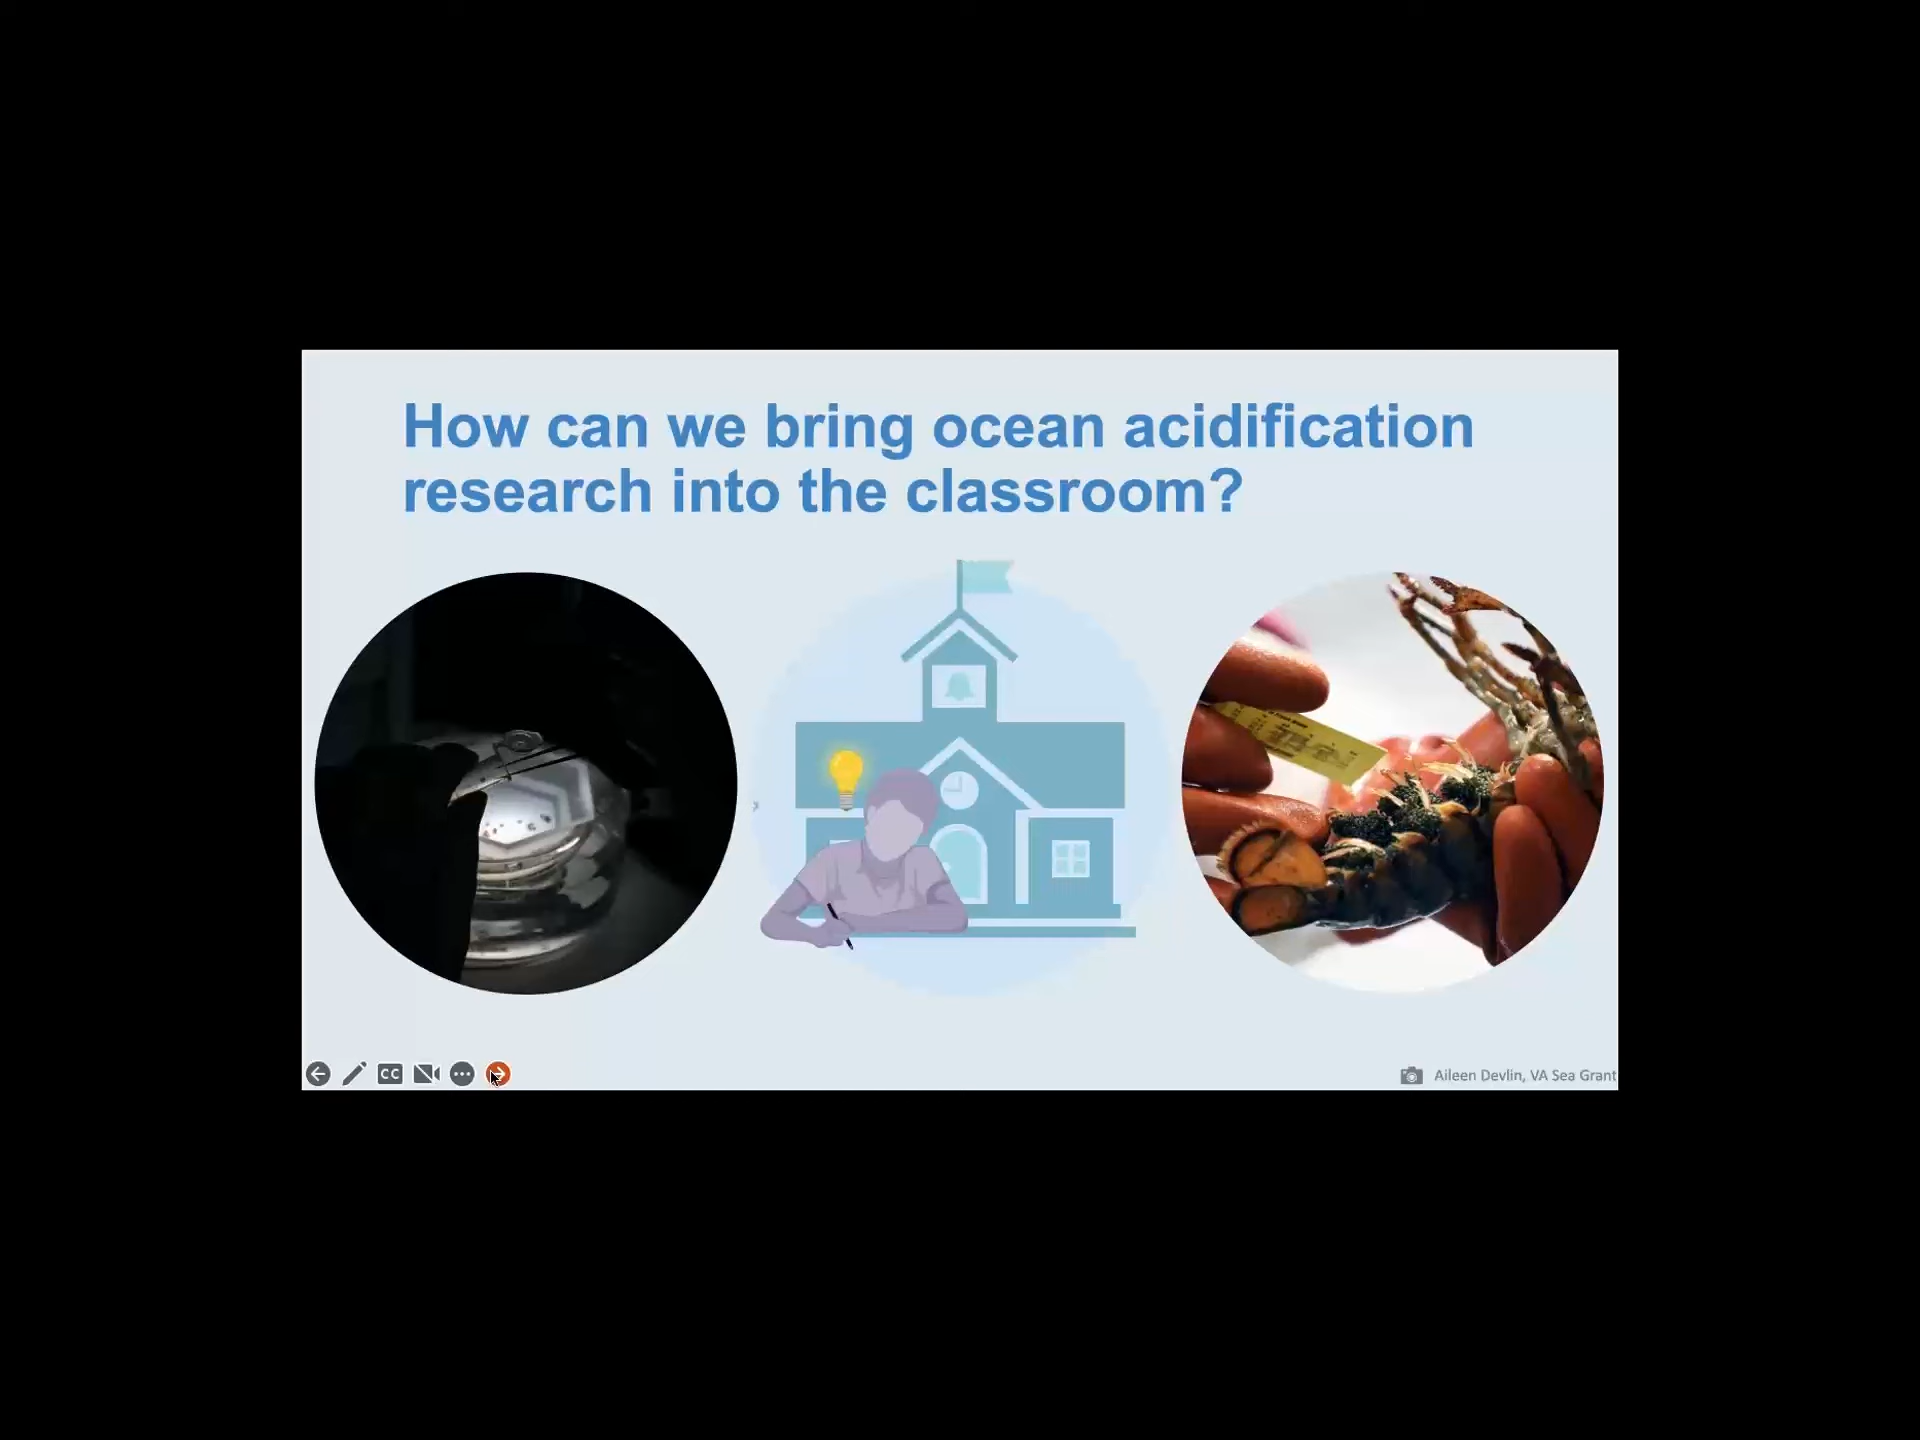 How can we bring ocean acidification
research into the classroom?
CC
Aileen Devlin, VA Sea Grant